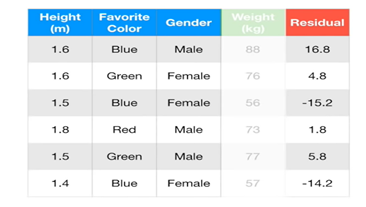 Height (m) Favorite Color Gender Weight (kg) Residual
1.6 Blue Male 88 16.8
1.6 Green Female 76 4.8
1.5 Blue Female 56 -15.2
1.8 Red Male 73 1.8
1.5 Green Male 77 5.8
1.4 Blue Female 57 -14.2